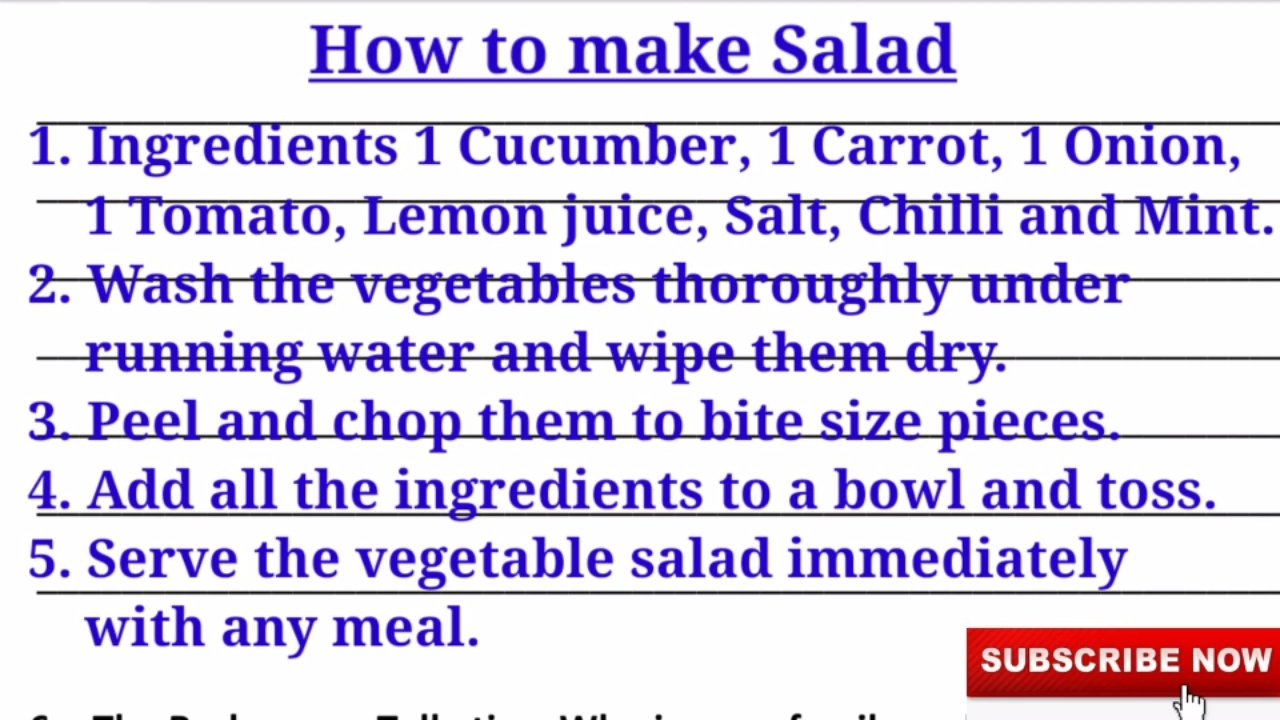 How to make Salad
1. Ingredients 1 Cucumber, 1 Carrot, 1 Onion,
1 Tomato, Lemon juice, Salt, Chilli and Mint.
2. Wash the vegetables thoroughly under
running water and wipe them dry.
3. Peel and chop them to bite size pieces.
4. Add all the ingredients to a bowl and toss.
5. Serve the vegetable salad immediately
with any meal.
SUBSCRIBE NOW